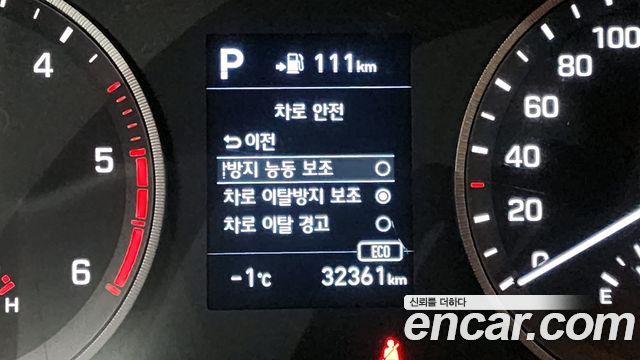 P 111km
차로 안전
이전
방지 능동 보조
차로 이탈방지 보조
차로 이탈 경고
ECO
-1℃ 32361km
4
5
6
H
100
80
60
40
20
0
E
신뢰를 더하다
encar.com